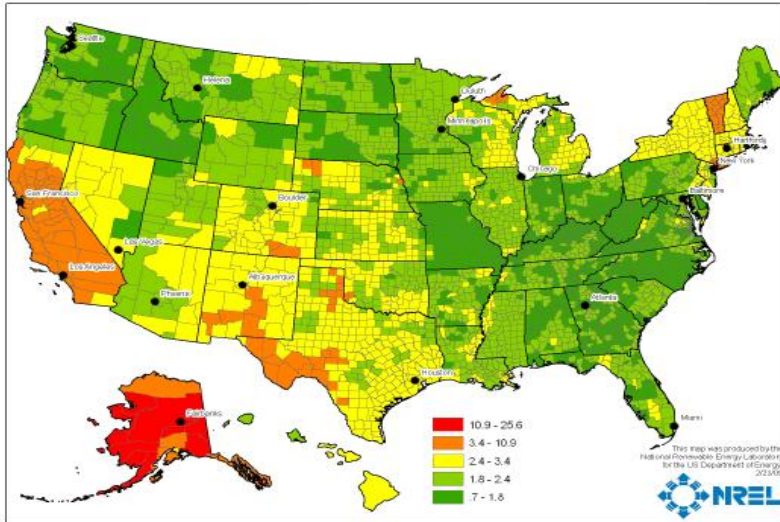 Seattle
Helena
Duluth
Minneapolis
Hartford
New York
Chicago
Baltimore
San Francisco
Boulder
Las Vegas
Los Angeles
Albuquerque
Phoenix
Atlanta
Houston
Fairbanks
Miami
10.9 - 25.6
3.4 - 10.9
2.4 - 3.4
1.8 - 2.4
.7 - 1.8
This map was produced by the
National Renewable Energy Laborator
for the US Department of Energy
NREL